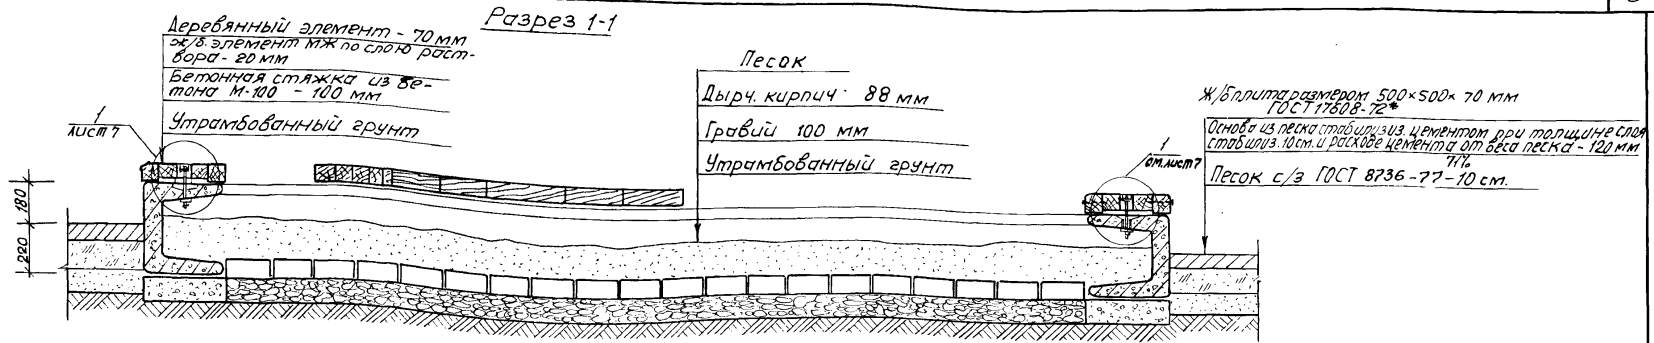 Разрез 1-1
Деревянный элемент - 70 мм
ж/б. элемент МЖ по слою раст-
вора - 20 мм
Бетонная стяжка из бе-
тона М-100 - 100 мм
Утрамбованный грунт
1
лист 7
Песок
Дырч. кирпич 88 мм
Гравий 100 мм
Утрамбованный грунт
Ж/б плита размером 500×500×70 мм
ГОСТ 17608-72*
Основа из песка стабилизиз. цементом при толщине слоя
стабилиз. 10 см. и расходе цемента от веса песка - 120 мм
7÷1%
Песок с/з ГОСТ 8736-77-10 см.
1
ом. лист 7
180
220